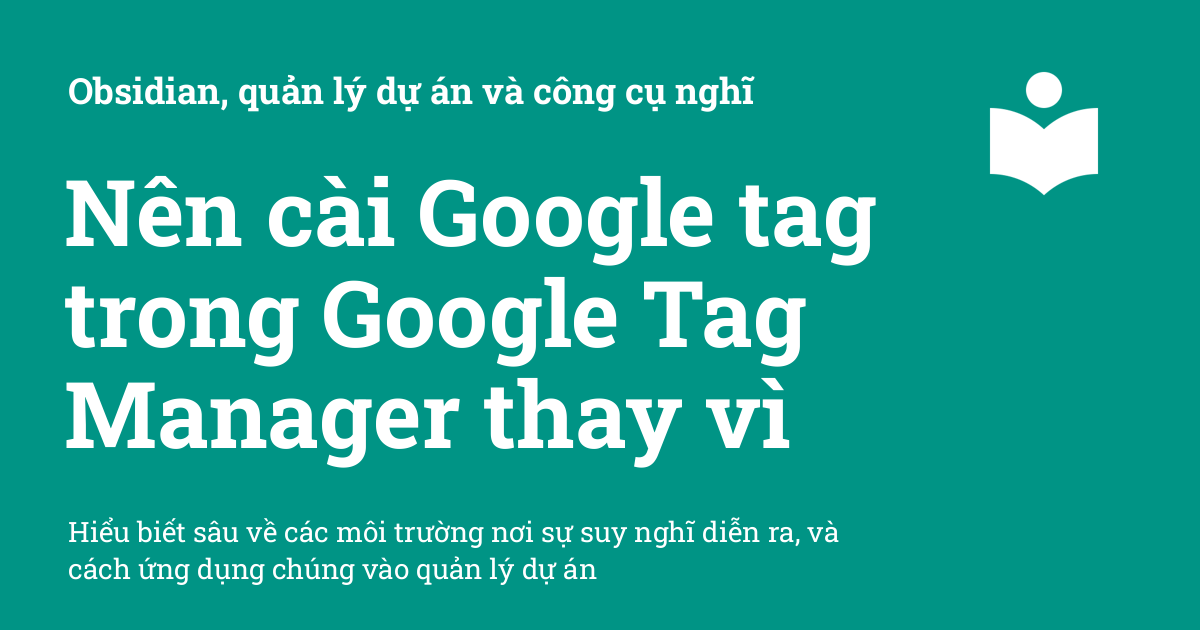 Obsidian, quản lý dự án và công cụ nghĩ
Nên cài Google tag
trong Google Tag
Manager thay vì
Hiểu biết sâu về các môi trường nơi sự suy nghĩ diễn ra, và
cách ứng dụng chúng vào quản lý dự án